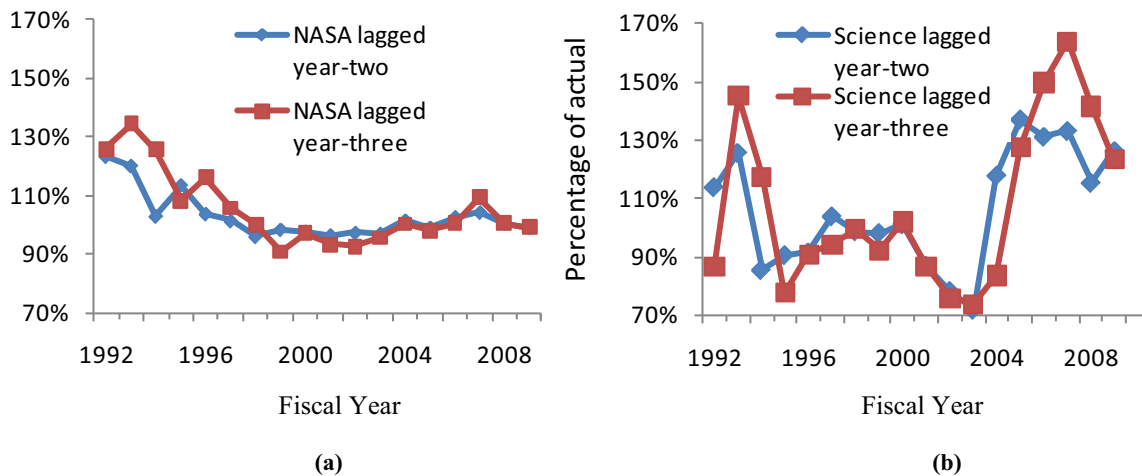 170%
150%
130%
110%
90%
70%
NASA lagged
year-two
NASA lagged
year-three
1992
1996
2000
2004
2008
Fiscal Year
(a)
Percentage of actual
170%
150%
130%
110%
90%
70%
Science lagged
year-two
Science lagged
year-three
1992
1996
2000
2004
2008
Fiscal Year
(b)